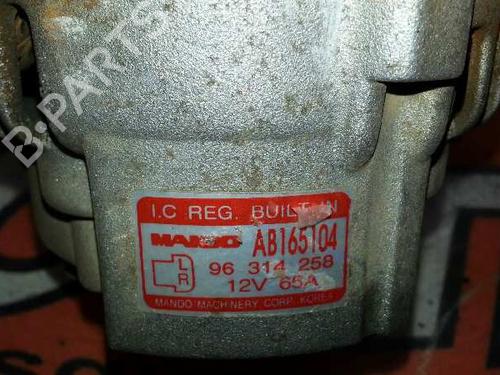 B-PARTS
I.C REG. BUILT IN
MANDO AB165104
R 96 314 258
12V 65A
MANDO MACHINERY CORP. KOREA